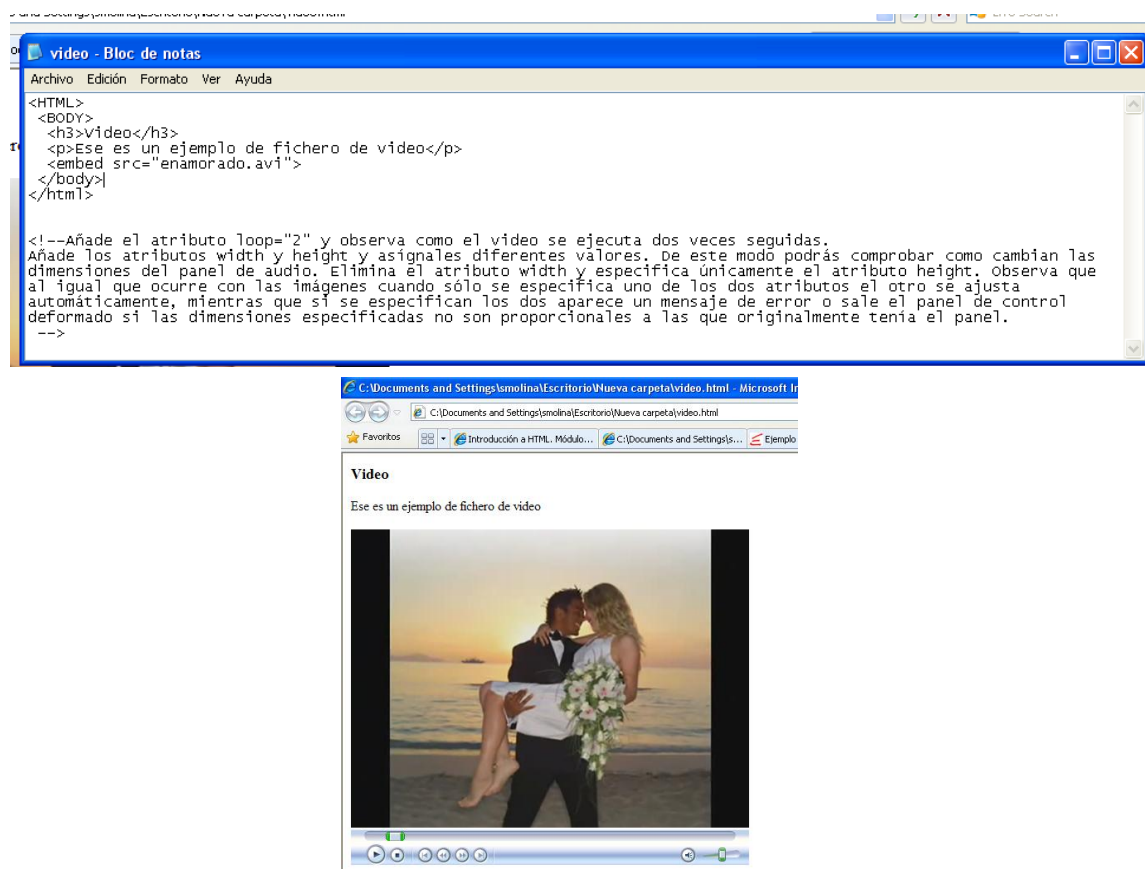 video - Bloc de notas
Archivo Edición Formato Ver Ayuda
<HTML>
<BODY>
<h3>Video</h3>
<p>Ese es un ejemplo de fichero de video</p>
<embed src="enamorado.avi">
</body>
</html>
<!--Añade el atributo loop="2" y observa como el video se ejecuta dos veces seguidas.
Añade los atributos width y height y asígnales diferentes valores. De este modo podrás comprobar como cambian las
dimensiones del panel de audio. Elimina el atributo width y especifica únicamente el atributo height. Observa que
al igual que ocurre con las imágenes cuando sólo se especifica uno de los dos atributos el otro se ajusta
automáticamente, mientras que si se especifican los dos aparece un mensaje de error o sale el panel de control
deformado si las dimensiones especificadas no son proporcionales a las que originalmente tenía el panel.
-->
C:\Documents and Settings\smolina\Escritorio\Nueva carpeta\video.html - Microsoft In
C:\Documents and Settings\smolina\Escritorio\Nueva carpeta\video.html
Favoritos Introducción a HTML. Módulo... C:\Documents and Settings\s... Ejemplo
Video
Ese es un ejemplo de fichero de video